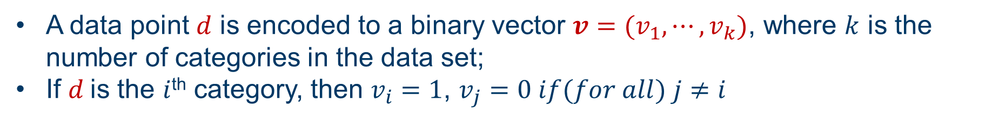 • A data point d is encoded to a binary vector v = (v₁, ⋯ , vₖ), where k is the
number of categories in the data set;
• If d is the iᵗʰ category, then vᵢ = 1, vⱼ = 0 if(for all) j ≠ i